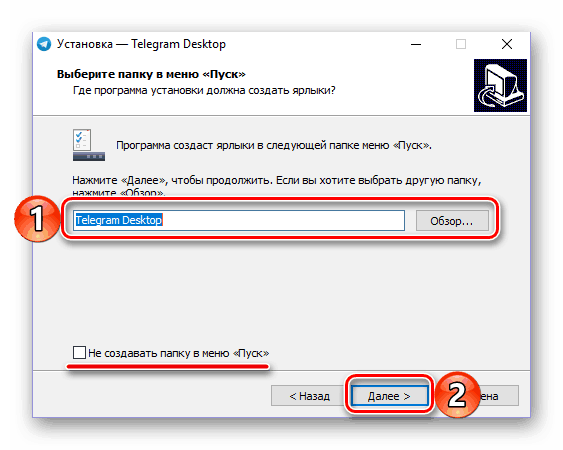 Установка — Telegram Desktop
Выберите папку в меню «Пуск»
Где программа установки должна создать ярлыки?
Программа создаст ярлыки в следующей папке меню «Пуск».
Нажмите «Далее», чтобы продолжить. Если вы хотите выбрать другую папку,
нажмите «Обзор».
1
Telegram Desktop
Обзор...
Не создавать папку в меню «Пуск»
< Назад
Далее >
2
ена